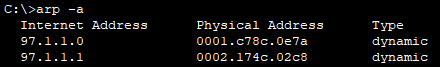 C:\>arp -a
Internet Address Physical Address Type
97.1.1.0 0001.c78c.0e7a dynamic
97.1.1.1 0002.174c.02c8 dynamic